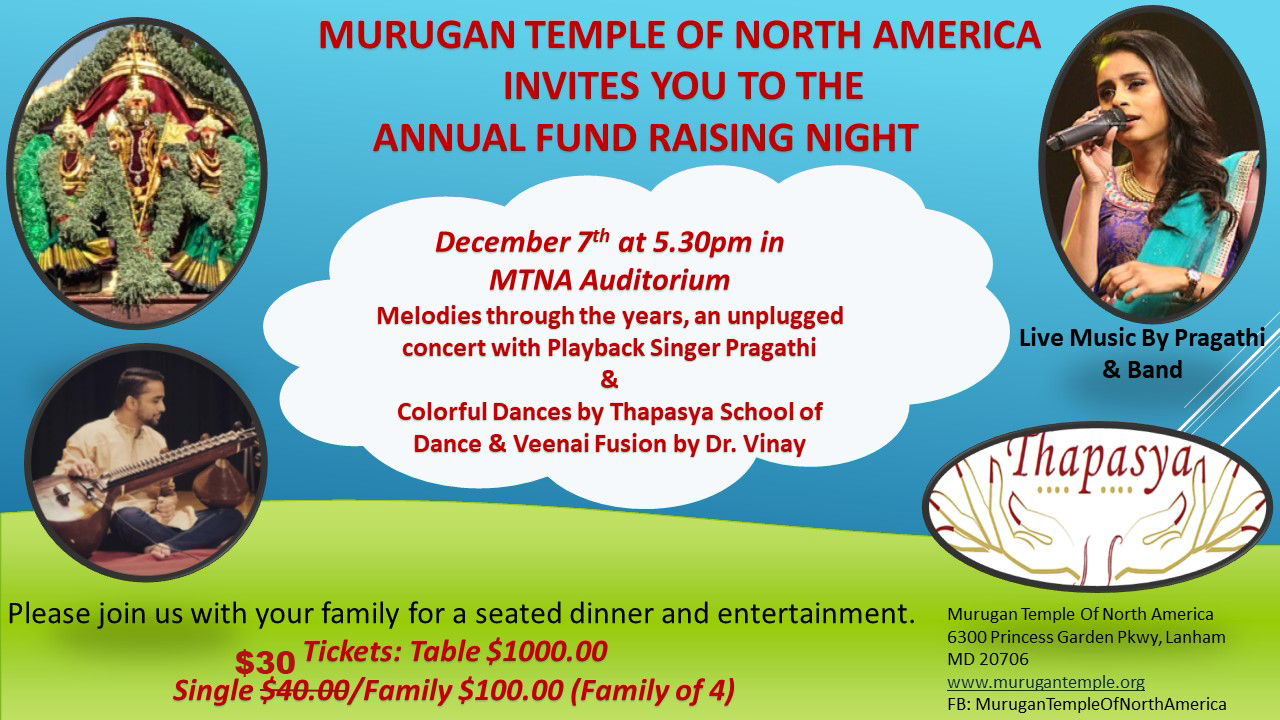 MURUGAN TEMPLE OF NORTH AMERICA
INVITES YOU TO THE
ANNUAL FUND RAISING NIGHT
December 7th at 5.30pm in
MTNA Auditorium
Melodies through the years, an unplugged
concert with Playback Singer Pragathi
&
Colorful Dances by Thapasya School of
Dance & Veenai Fusion by Dr. Vinay
Live Music By Pragathi
& Band
Thapasya
Please join us with your family for a seated dinner and entertainment.
Tickets: Table $1000.00
$30
Single $40.00/Family $100.00 (Family of 4)
Murugan Temple Of North America
6300 Princess Garden Pkwy, Lanham
MD 20706
www.murugantemple.org
FB: MuruganTempleOfNorthAmerica